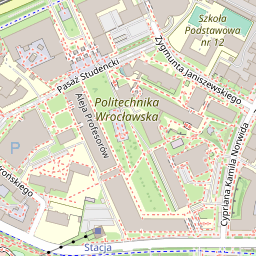 Szkoła
Podstawowa
nr 12
Pasaż Studencki
Zygmunta Janiszewskiego
Politechnika
Wrocławska
Aleja Profesorów
P
Cypriana Kamila Norwida
Stacja